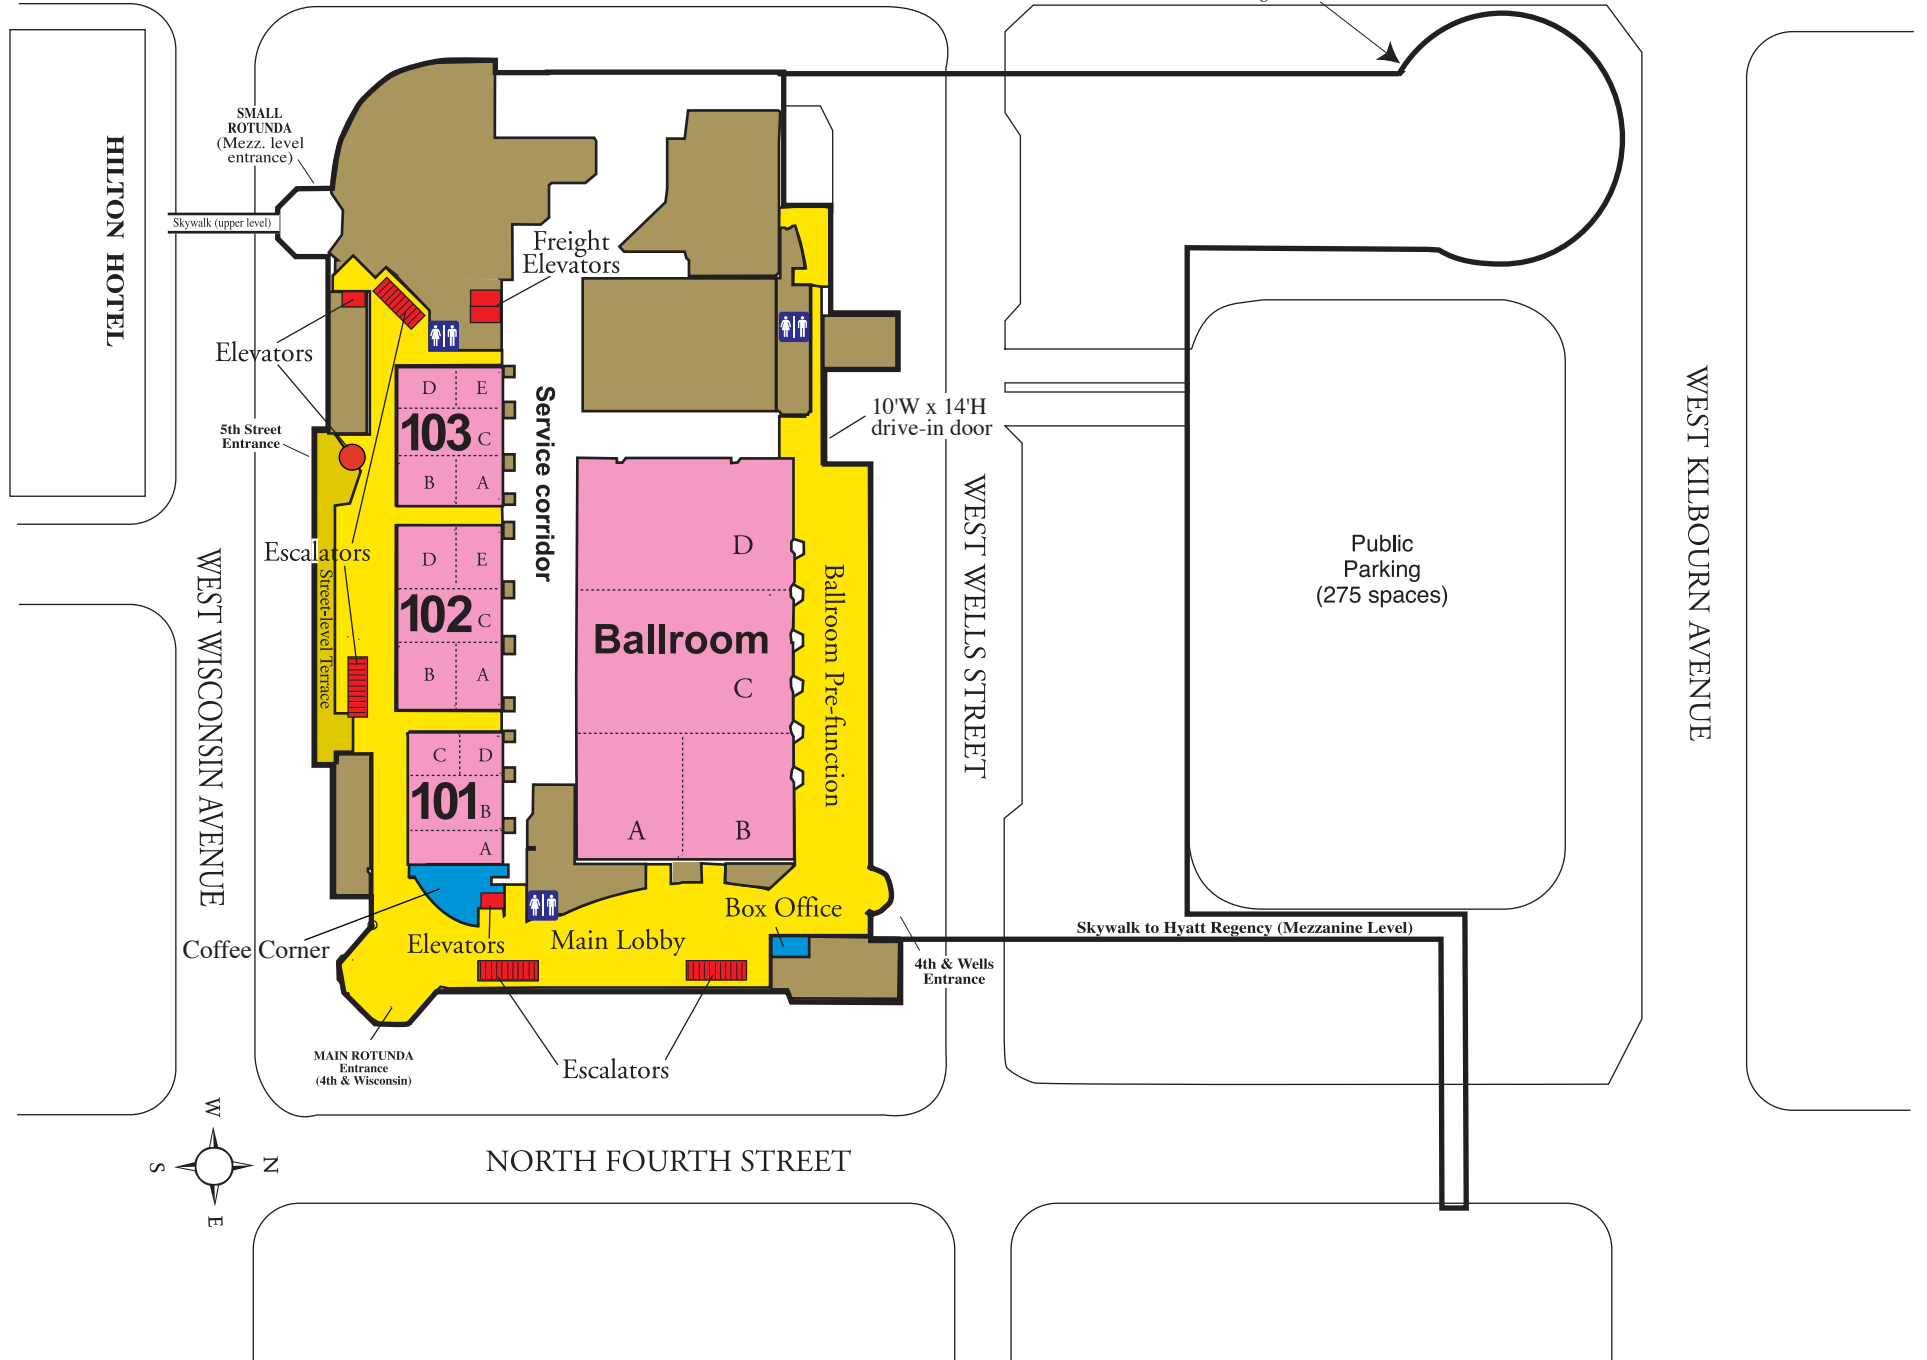 SMALL
ROTUNDA
(Mezz. level
entrance)
HILTON HOTEL
Skywalk (upper level)
Freight
Elevators
Elevators
5th Street
Entrance
Escalators
Street-level Terrace
WEST WISCONSIN AVENUE
D E
103 C
B A
D E
102 C
B A
C D
101 B
A
Service corridor
10'W x 14'H
drive-in door
D
Ballroom
C
A B
Ballroom Pre-function
WEST WELLS STREET
Public
Parking
(275 spaces)
WEST KILBOURN AVENUE
Coffee Corner
Elevators
Main Lobby
Box Office
Skywalk to Hyatt Regency (Mezzanine Level)
4th & Wells
Entrance
MAIN ROTUNDA
Entrance
(4th & Wisconsin)
Escalators
W
S N
E
NORTH FOURTH STREET